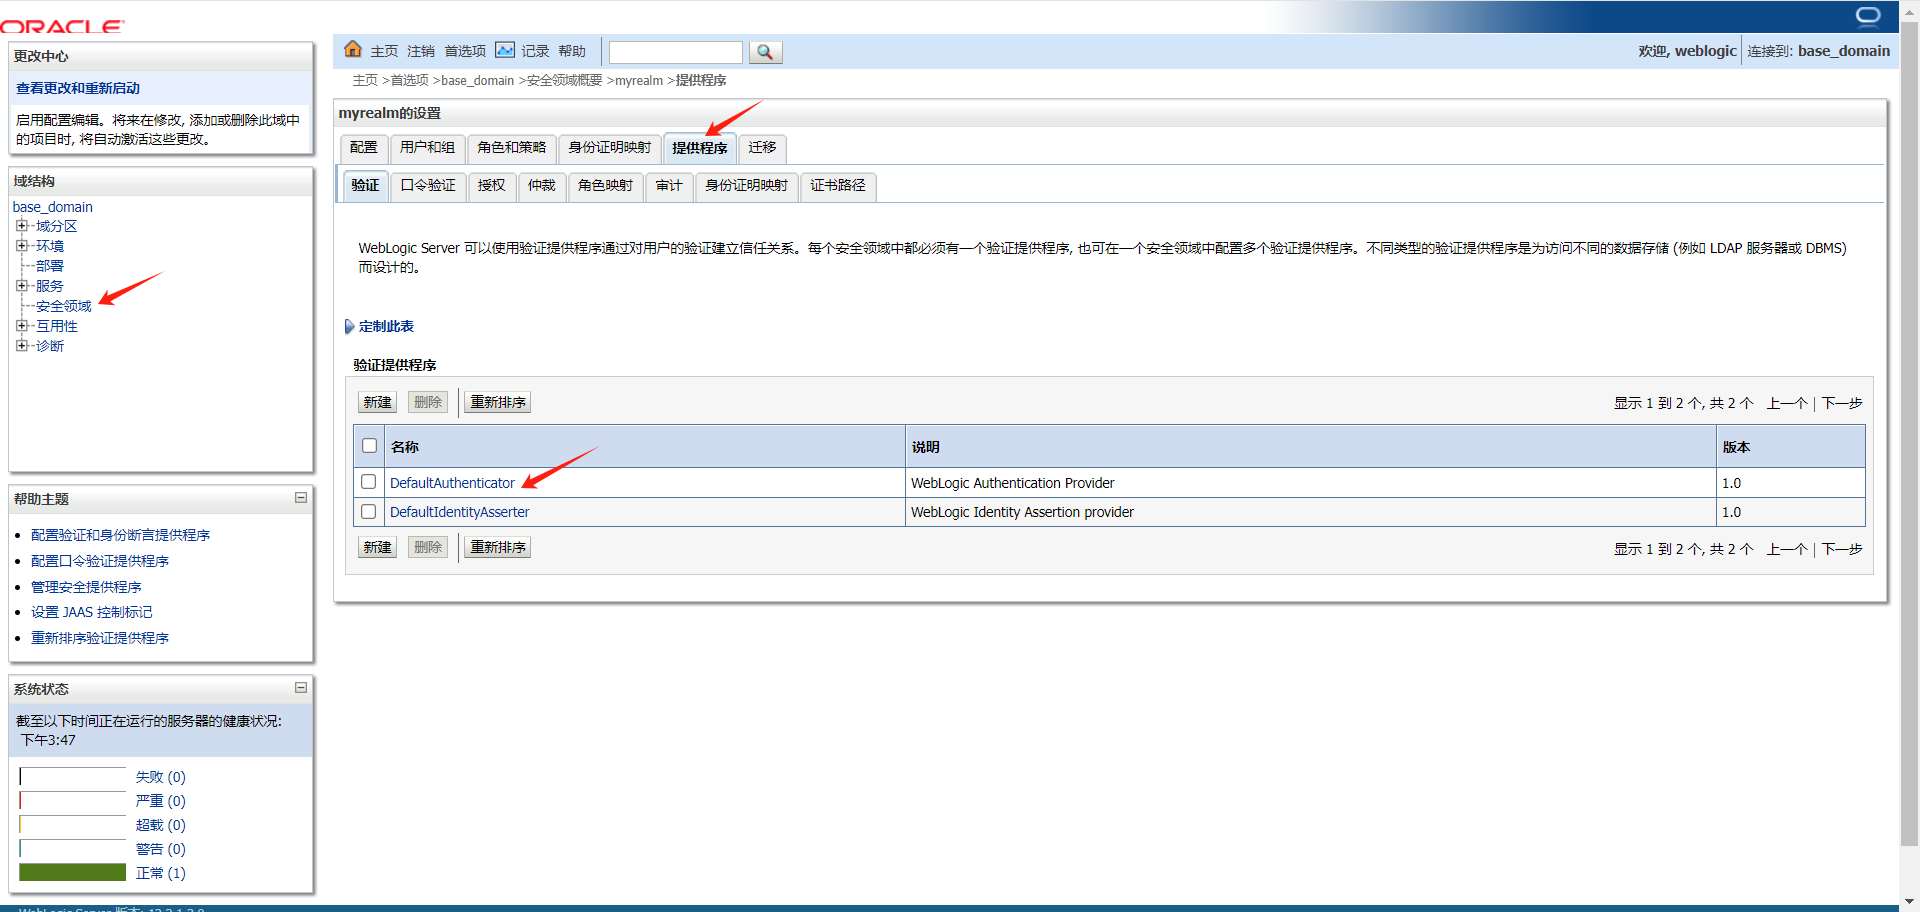 ORACLE
主页 注销 首选项 记录 帮助
欢迎, weblogic 连接到: base_domain
主页 >首选项 >base_domain >安全领域概要 >myrealm >提供程序
更改中心
查看更改和重新启动
启用配置编辑。将来在修改, 添加或删除此域中
的项目时, 将自动激活这些更改。
域结构
base_domain
域分区
环境
部署
服务
安全领域
互用性
诊断
帮助主题
配置验证和身份断言提供程序
配置口令验证提供程序
管理安全提供程序
设置 JAAS 控制标记
重新排序验证提供程序
系统状态
截至以下时间正在运行的服务器的健康状况:
下午3:47
失败 (0)
严重 (0)
超载 (0)
警告 (0)
正常 (1)
myrealm的设置
配置 用户和组 角色和策略 身份证明映射 提供程序 迁移
验证 口令验证 授权 仲裁 角色映射 审计 身份证明映射 证书路径
WebLogic Server 可以使用验证提供程序通过对用户的验证建立信任关系。每个安全领域中都必须有一个验证提供程序, 也可在一个安全领域中配置多个验证提供程序。不同类型的验证提供程序是为访问不同的数据存储 (例如 LDAP 服务器或 DBMS)
而设计的。
定制此表
验证提供程序
新建 删除 重新排序 显示 1 到 2 个, 共 2 个 上一个 | 下一步
名称 说明 版本
DefaultAuthenticator WebLogic Authentication Provider 1.0
DefaultIdentityAsserter WebLogic Identity Assertion provider 1.0
新建 删除 重新排序 显示 1 到 2 个, 共 2 个 上一个 | 下一步
WebLogic Server 版本: 12.2.1.3.0